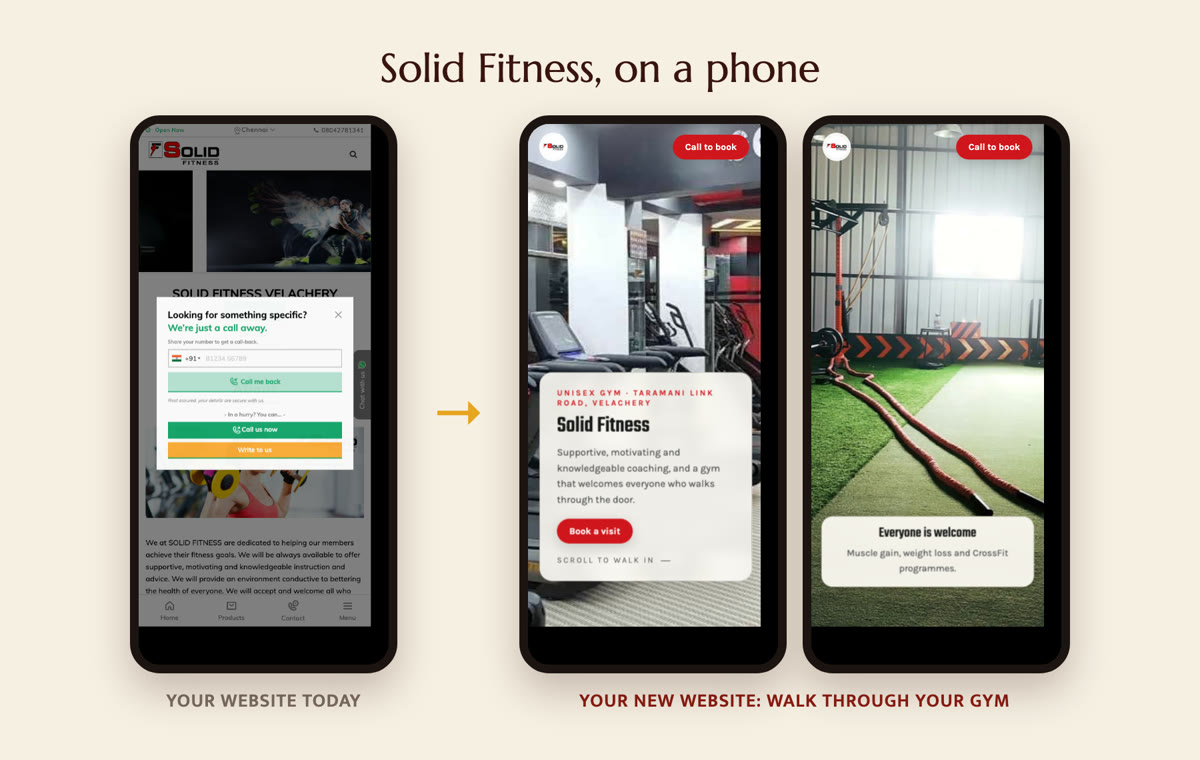 Solid Fitness, on a phone
Open Now
Chennai
08042781341
SOLID
FITNESS
SOLID FITNESS VELACHERY
Looking for something specific?
We're just a call away.
Share your number to get a call-back.
+91
81234 56789
Call me back
Rest assured, your details are secure with us.
- In a hurry? You can... -
Call us now
Write to us
Chat with us
We at SOLID FITNESS are dedicated to helping our members
achieve their fitness goals. We will be always available to offer
supportive, motivating and knowledgeable instruction and
advice. We will provide an environment conductive to bettering
the health of everyone. We will accept and welcome all who
Home
Products
Contact
Menu
YOUR WEBSITE TODAY
SOLID
Call to book
UNISEX GYM · TARAMANI LINK
ROAD, VELACHERY
Solid Fitness
Supportive, motivating and
knowledgeable coaching, and a gym
that welcomes everyone who walks
through the door.
Book a visit
SCROLL TO WALK IN —
SOLID
Call to book
Everyone is welcome
Muscle gain, weight loss and CrossFit
programmes.
YOUR NEW WEBSITE: WALK THROUGH YOUR GYM